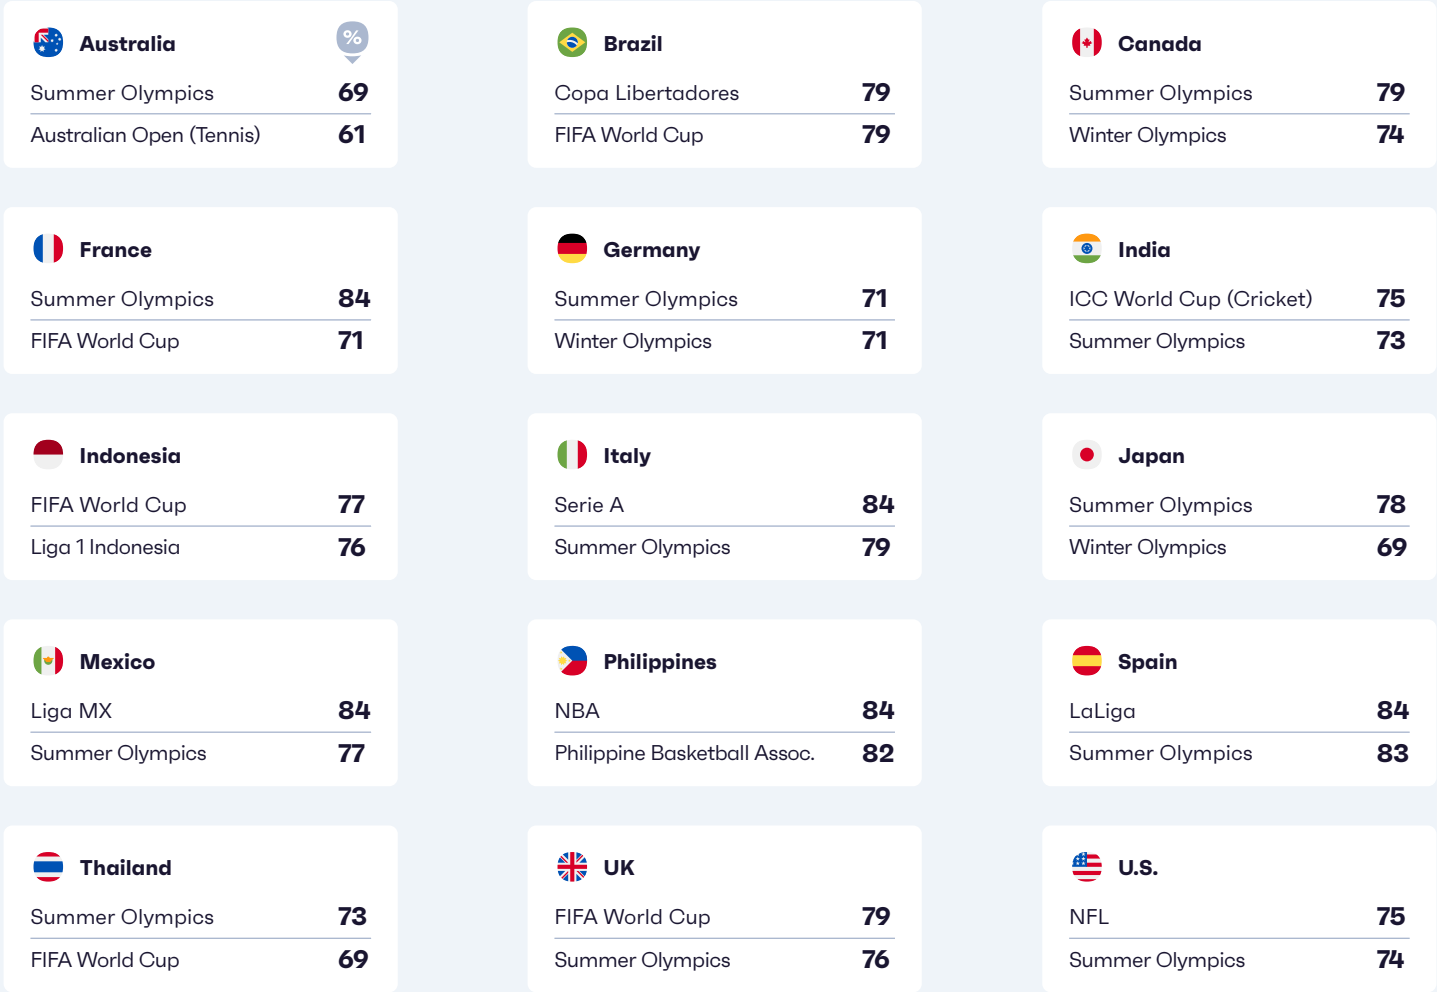 Australia %
Summer Olympics 69
Australian Open (Tennis) 61
Brazil
Copa Libertadores 79
FIFA World Cup 79
Canada
Summer Olympics 79
Winter Olympics 74
France
Summer Olympics 84
FIFA World Cup 71
Germany
Summer Olympics 71
Winter Olympics 71
India
ICC World Cup (Cricket) 75
Summer Olympics 73
Indonesia
FIFA World Cup 77
Liga 1 Indonesia 76
Italy
Serie A 84
Summer Olympics 79
Japan
Summer Olympics 78
Winter Olympics 69
Mexico
Liga MX 84
Summer Olympics 77
Philippines
NBA 84
Philippine Basketball Assoc. 82
Spain
LaLiga 84
Summer Olympics 83
Thailand
Summer Olympics 73
FIFA World Cup 69
UK
FIFA World Cup 79
Summer Olympics 76
U.S.
NFL 75
Summer Olympics 74